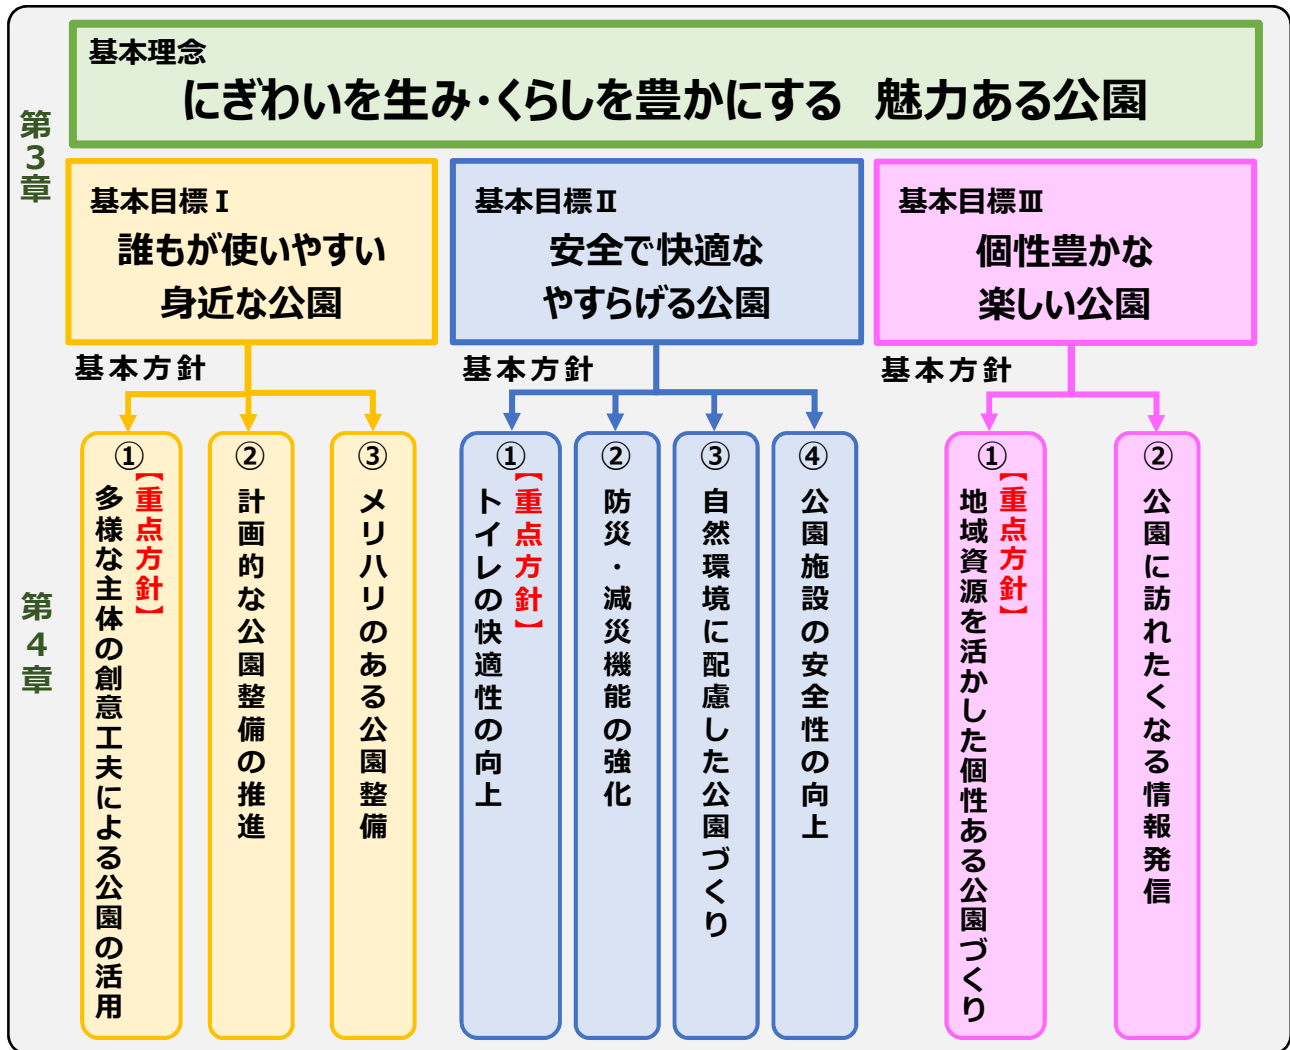 第3章
基本理念
にぎわいを生み・くらしを豊かにする 魅力ある公園
基本目標Ⅰ
誰もが使いやすい
身近な公園
基本目標Ⅱ
安全で快適な
やすらげる公園
基本目標Ⅲ
個性豊かな
楽しい公園
第4章
基本方針
①
【重点方針】
多様な主体の創意工夫による公園の活用
②
計画的な公園整備の推進
③
メリハリのある公園整備
基本方針
①
【重点方針】
トイレの快適性の向上
②
防災・減災機能の強化
③
自然環境に配慮した公園づくり
④
公園施設の安全性の向上
基本方針
①
【重点方針】
地域資源を活かした個性ある公園づくり
②
公園に訪れたくなる情報発信